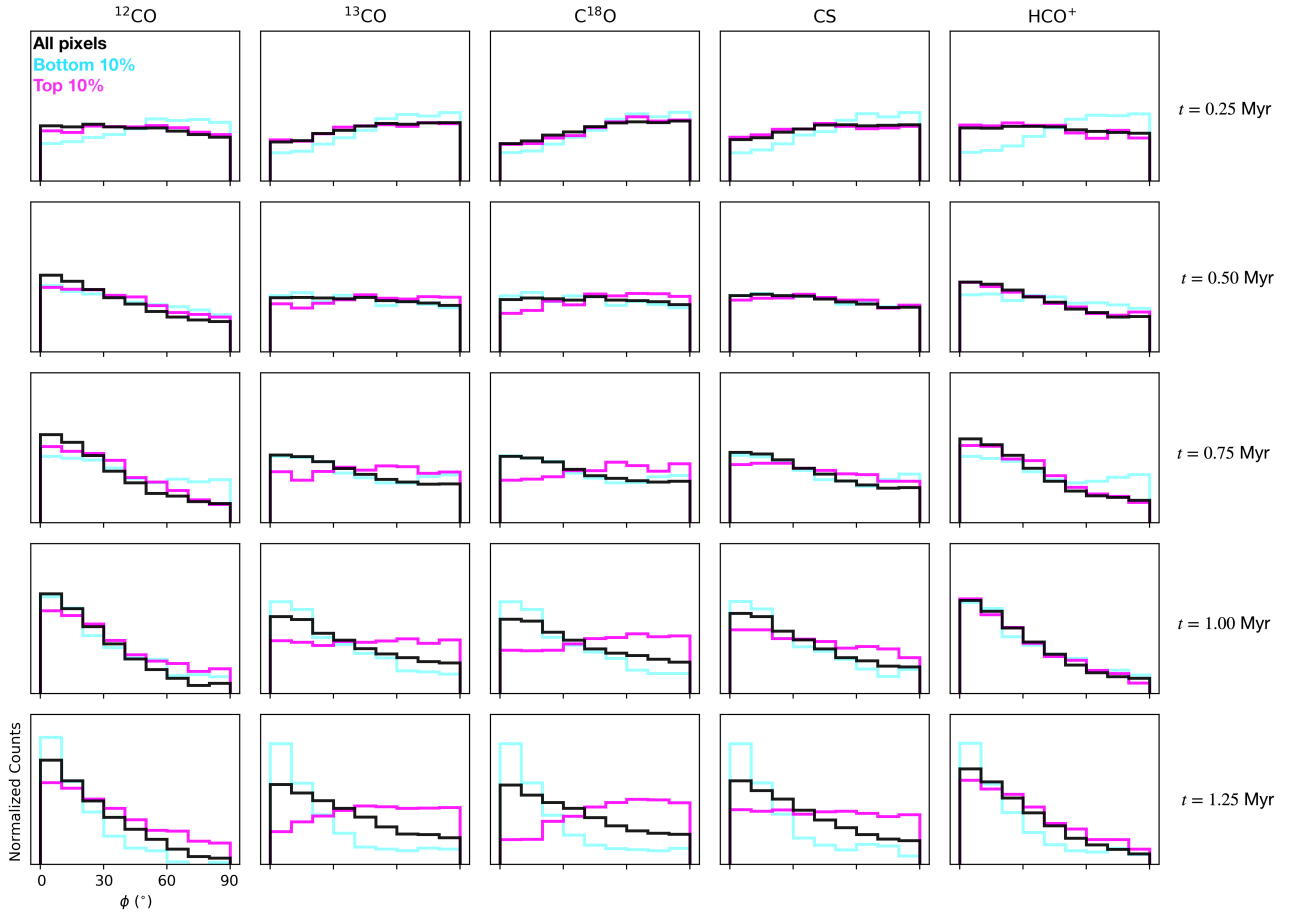 ¹²CO ¹³CO C¹⁸O CS HCO⁺
All pixels
Bottom 10%
Top 10%
t = 0.25 Myr
t = 0.50 Myr
t = 0.75 Myr
t = 1.00 Myr
t = 1.25 Myr
Normalized Counts
0 30 60 90
ϕ (°)